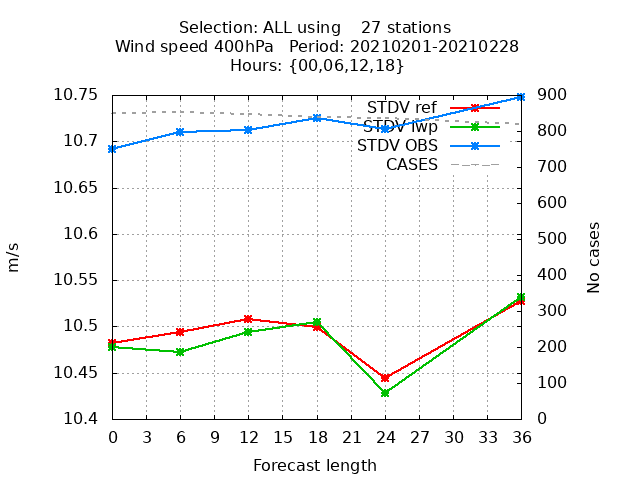 Selection: ALL using 27 stations
Wind speed 400hPa Period: 20210201-20210228
Hours: {00,06,12,18}
10.75
10.7
10.65
10.6
10.55
10.5
10.45
10.4
m/s
STDV ref
STDV lwp
STDV OBS
CASES
900
800
700
600
500
400
300
200
100
0
No cases
0 3 6 9 12 15 18 21 24 27 30 33 36
Forecast length